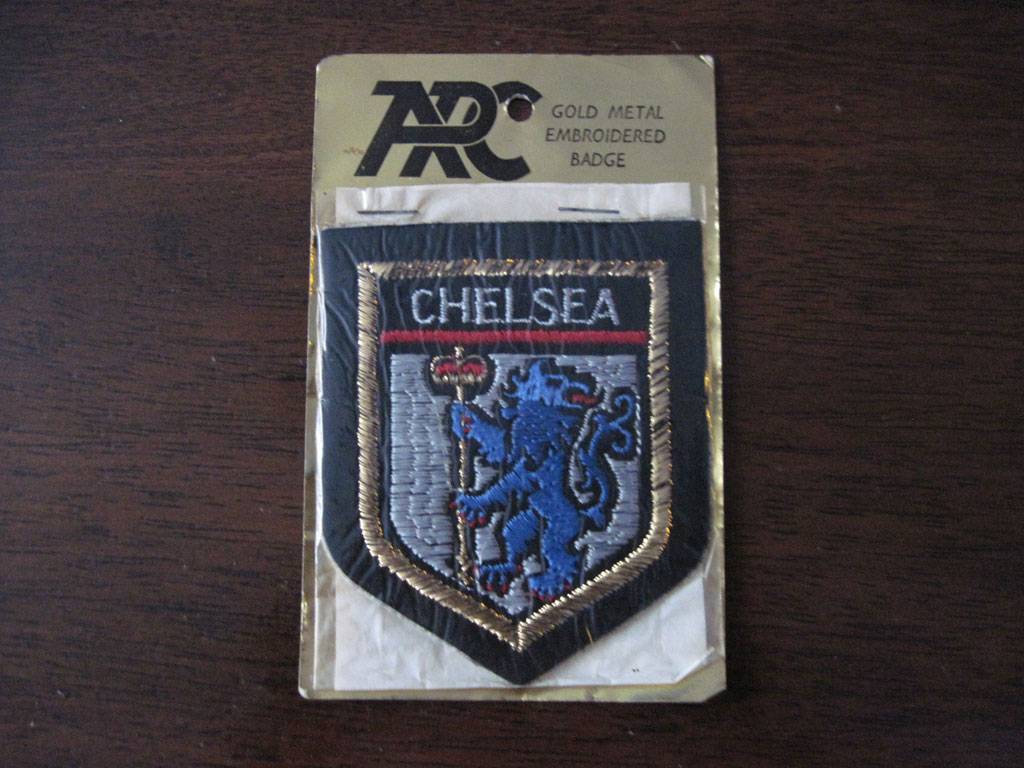 ARC
GOLD METAL
EMBROIDERED
BADGE
CHELSEA